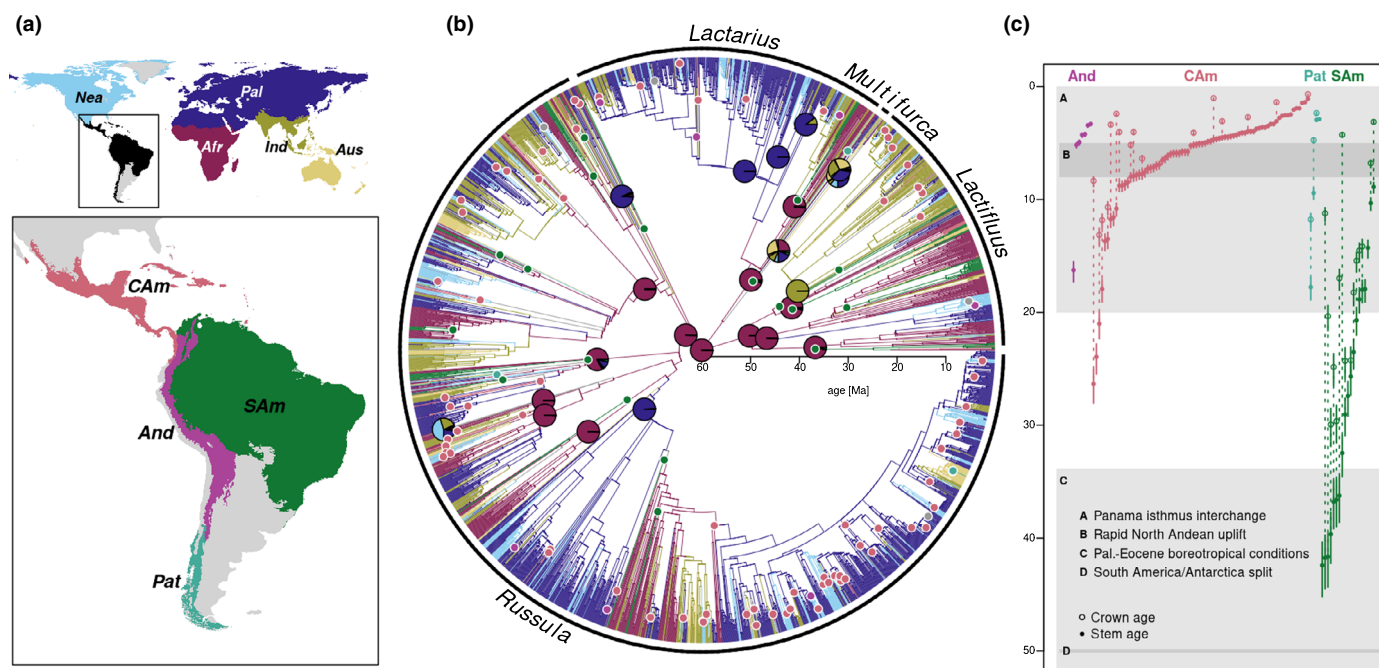 (a)
Nea
Pal
Afr
Ind
Aus
CAm
SAm
And
Pat
(b)
Lactarius
Multifurca
Lactifluus
Russula
60 50 40 30 20 10
age [Ma]
(c)
And CAm Pat SAm
0
10
20
30
40
50
A
B
C
D
A Panama isthmus interchange
B Rapid North Andean uplift
C Pal.-Eocene boreotropical conditions
D South America/Antarctica split
Crown age
Stem age